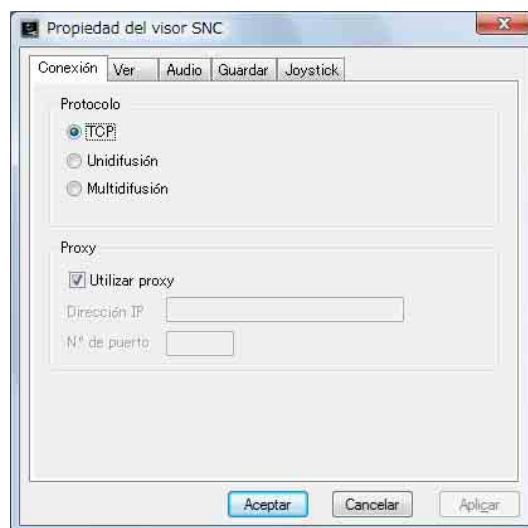 Propiedad del visor SNC
Conexión Ver Audio Guardar Joystick
Protocolo
TCP
Unidifusión
Multidifusión
Proxy
Utilizar proxy
Dirección IP
N° de puerto
Aceptar Cancelar Aplicar